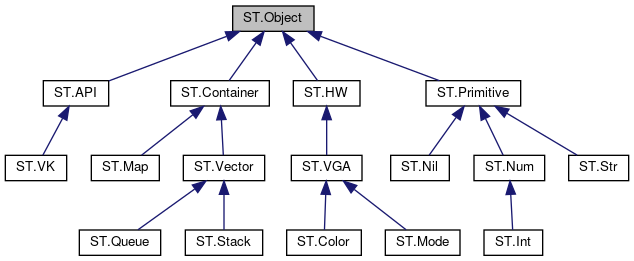 ST.Object
ST.API
ST.Container
ST.HW
ST.Primitive
ST.VK
ST.Map
ST.Vector
ST.VGA
ST.Nil
ST.Num
ST.Str
ST.Queue
ST.Stack
ST.Color
ST.Mode
ST.Int